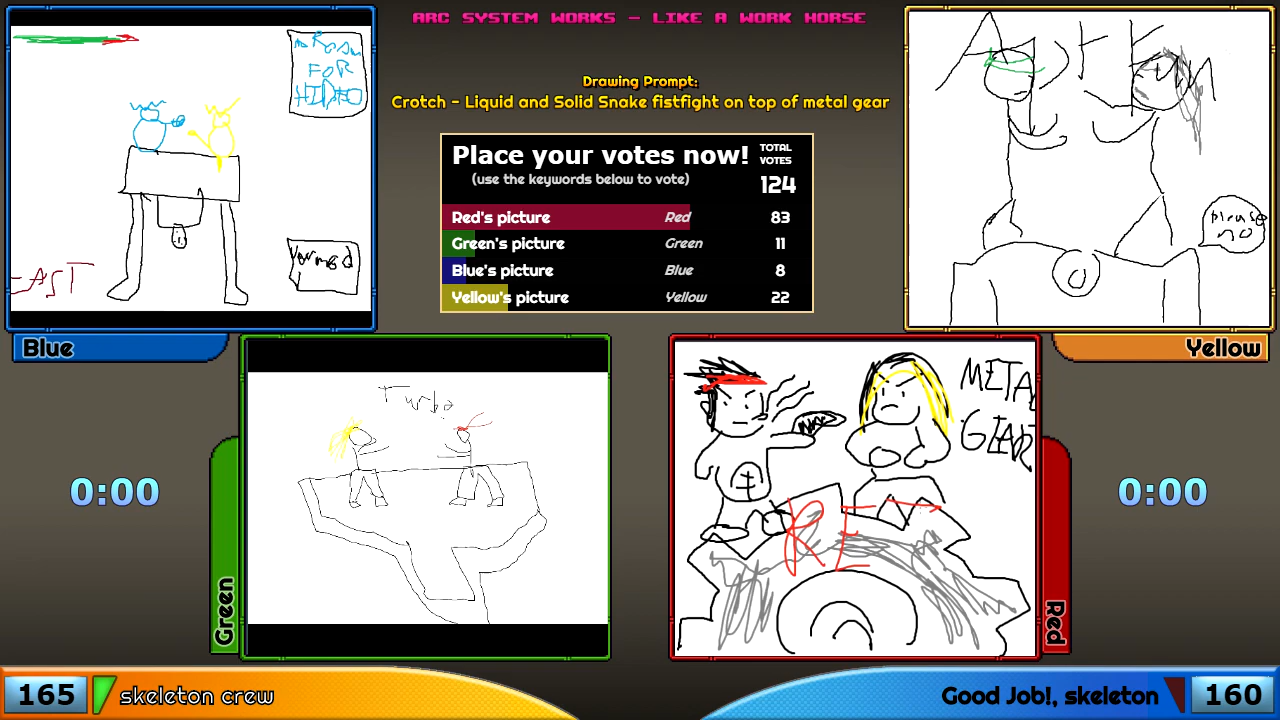 ARC SYSTEM WORKS - LIKE A WORK HORSE
Drawing Prompt:
Crotch - Liquid and Solid Snake fistfight on top of metal gear
Place your votes now!
(use the keywords below to vote)
TOTAL
VOTES
124
Red's picture Red 83
Green's picture Green 11
Blue's picture Blue 8
Yellow's picture Yellow 22
FOR
AST
Blue
please
no
Yellow
Turbo
Green
0:00
METAL
GEAR
Red
0:00
165
skeleton crew
Good Job!, skeleton
160